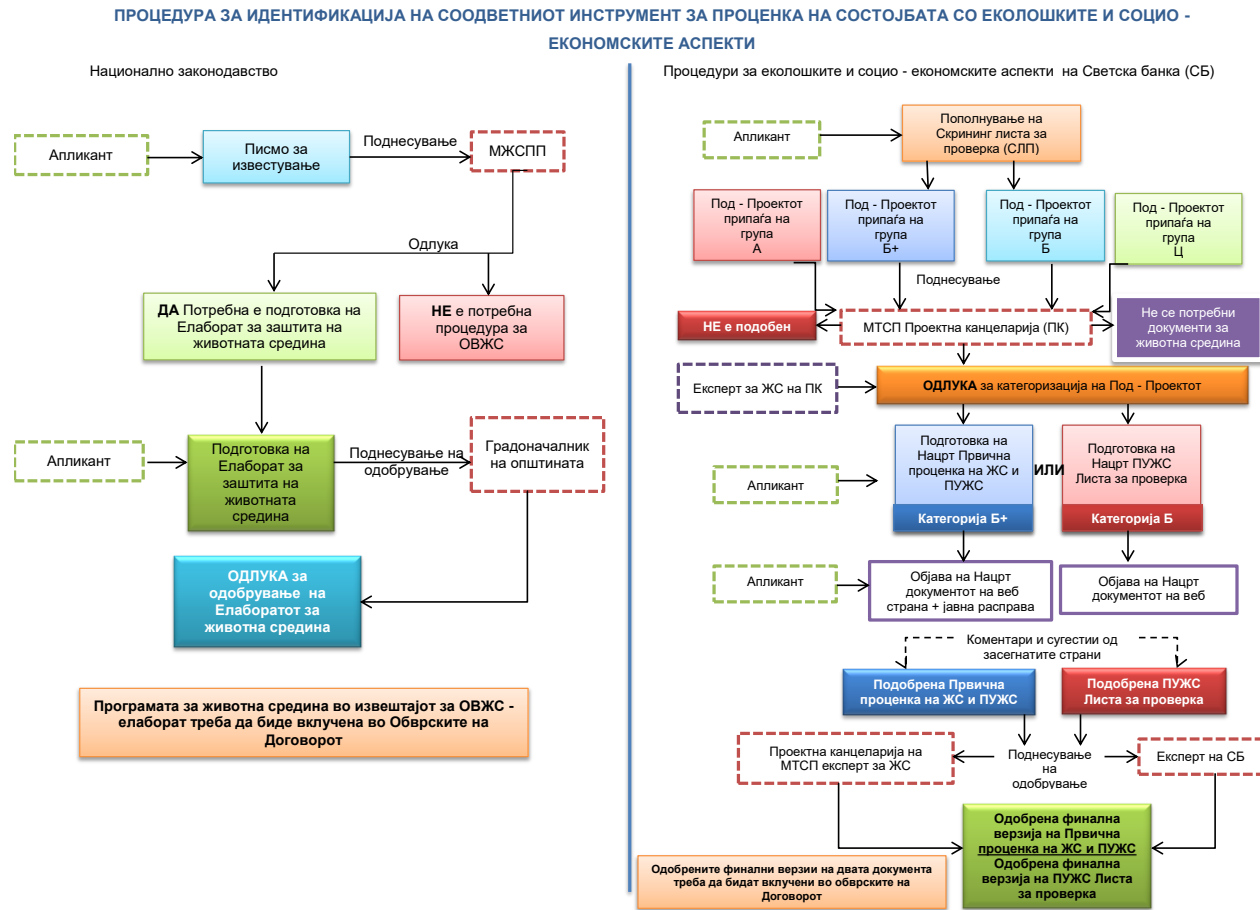 ПРОЦЕДУРА ЗА ИДЕНТИФИКАЦИЈА НА СООДВЕТНИОТ ИНСТРУМЕНТ ЗА ПРОЦЕНКА НА СОСТОЈБАТА СО ЕКОЛОШКИТЕ И СОЦИО -
ЕКОНОМСКИТЕ АСПЕКТИ
Национално законодавство
Апликант
Писмо за
известување
Поднесување
МЖСПП
Одлука
ДА Потребна е подготовка на
Елаборат за заштита на
животната средина
НЕ е потребна
процедура за
ОВЖС
Апликант
Подготовка на
Елаборат за
заштита на
животната
средина
Поднесување на
одобрување
Градоначалник
на општината
ОДЛУКА за
одобрување на
Елаборатот за
животна средина
Програмата за животна средина во извештајот за ОВЖС -
елаборат треба да биде вклучена во Обврските на
Договорот
Процедури за еколошките и социо - економските аспекти на Светска банка (СБ)
Апликант
Пополнување на
Скрининг листа за
проверка (СЛП)
Под - Проектот
припаѓа на
група
А
Под - Проектот
припаѓа на
група
Б+
Под - Проектот
припаѓа на
група
Б
Под - Проектот
припаѓа на
група
Ц
Поднесување
НЕ е подобен
МТСП Проектна канцеларија (ПК)
Не се потребни
документи за
животна средина
Експерт за ЖС на ПК
ОДЛУКА за категоризација на Под - Проектот
Апликант
Подготовка на
Нацрт Првична
проценка на ЖС и
ПУЖС
Категорија Б+
ИЛИ
Подготовка на
Нацрт ПУЖС
Листа за проверка
Категорија Б
Апликант
Објава на Нацрт
документот на веб
страна + јавна расправа
Објава на Нацрт
документот на веб
Коментари и сугестии од
засегнатите страни
Подобрена Првична
проценка на ЖС и ПУЖС
Подобрена ПУЖС
Листа за проверка
Проектна канцеларија на
МТСП експерт за ЖС
Поднесување
на
одобрување
Експерт на СБ
Одобрена финална
верзија на Првична
проценка на ЖС и ПУЖС
Одобрена финална
верзија на ПУЖС Листа
за проверка
Одобрените финални верзии на двата документа
треба да бидат вклучени во обврските на
Договорот